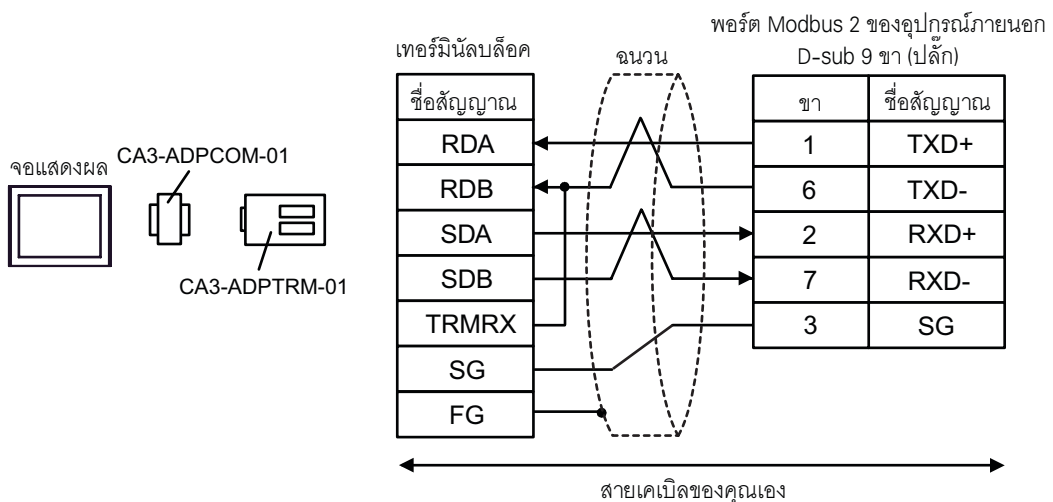 พอร์ต Modbus 2 ของอุปกรณ์ภายนอก
D-sub 9 ขา (ปลั๊ก)
เทอร์มินัลบล็อค
ฉนวน
จอแสดงผล
CA3-ADPCOM-01
CA3-ADPTRM-01
ชื่อสัญญาณ
RDA
RDB
SDA
SDB
TRMRX
SG
FG
ขา ชื่อสัญญาณ
1 TXD+
6 TXD-
2 RXD+
7 RXD-
3 SG
สายเคเบิลของคุณเอง